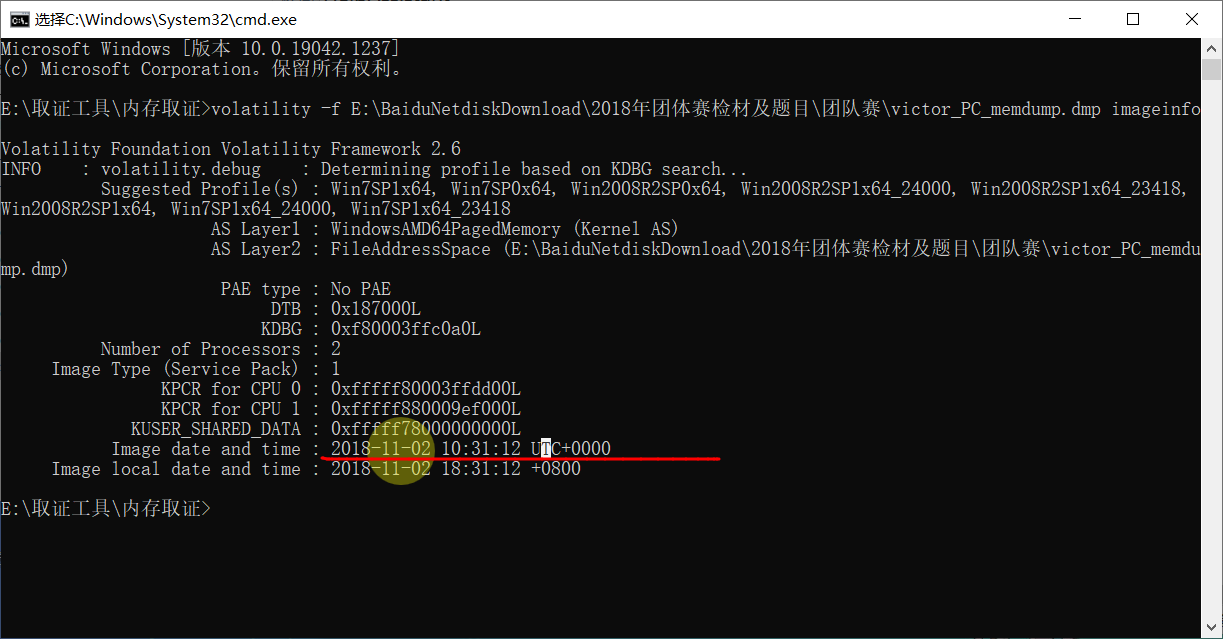 选择C:\Windows\System32\cmd.exe
Microsoft Windows [版本 10.0.19042.1237]
(c) Microsoft Corporation。保留所有权利。
E:\取证工具\内存取证>volatility -f E:\BaiduNetdiskDownload\2018年团体赛检材及题目\团队赛\victor_PC_memdump.dmp imageinfo
Volatility Foundation Volatility Framework 2.6
INFO    : volatility.debug    : Determining profile based on KDBG search...
          Suggested Profile(s) : Win7SP1x64, Win7SP0x64, Win2008R2SP0x64, Win2008R2SP1x64_24000, Win2008R2SP1x64_23418,
Win2008R2SP1x64, Win7SP1x64_24000, Win7SP1x64_23418
                     AS Layer1 : WindowsAMD64PagedMemory (Kernel AS)
                     AS Layer2 : FileAddressSpace (E:\BaiduNetdiskDownload\2018年团体赛检材及题目\团队赛\victor_PC_memdu
mp.dmp)
                      PAE type : No PAE
                           DTB : 0x187000L
                          KDBG : 0xf80003ffc0a0L
          Number of Processors : 2
     Image Type (Service Pack) : 1
                KPCR for CPU 0 : 0xfffff80003ffdd00L
                KPCR for CPU 1 : 0xfffff880009ef000L
             KUSER_SHARED_DATA : 0xfffff78000000000L
           Image date and time : 2018-11-02 10:31:12 UTC+0000
     Image local date and time : 2018-11-02 18:31:12 +0800
E:\取证工具\内存取证>